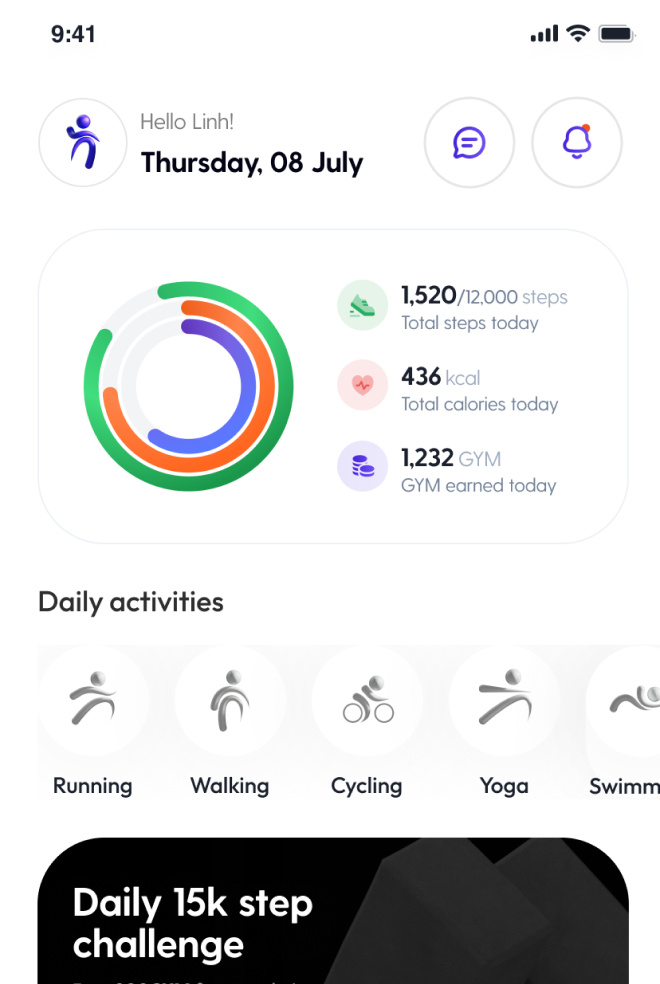 9:41
Hello Linh!
Thursday, 08 July
1,520/12,000 steps
Total steps today
436 kcal
Total calories today
1,232 GYM
GYM earned today
Daily activities
Running Walking Cycling Yoga Swimm
Daily 15k step
challenge